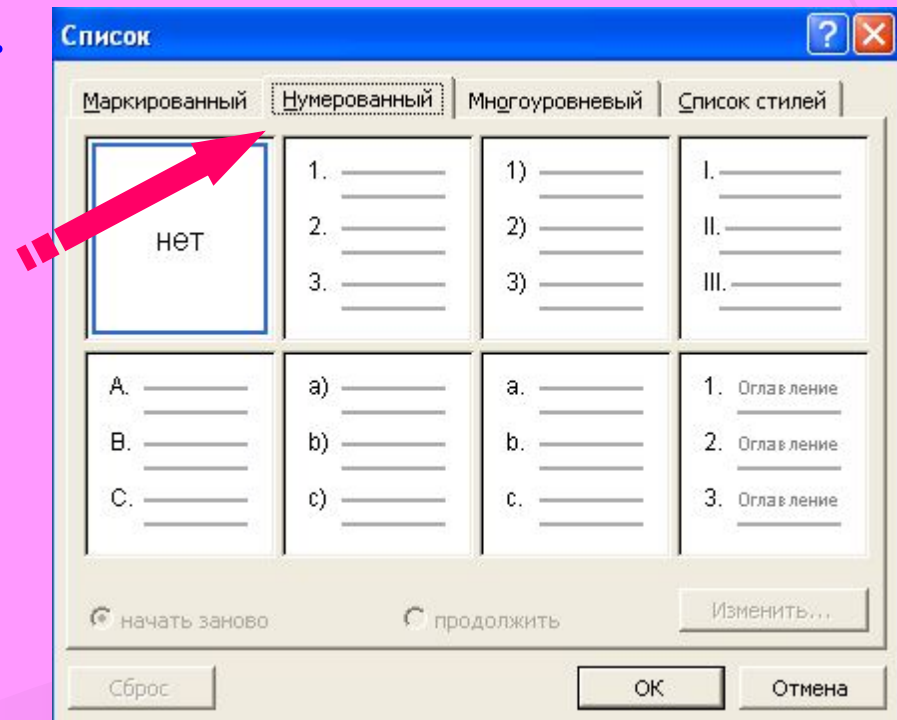 Список
Маркированный Нумерованный Многоуровневый Список стилей
нет
1.
2.
3.
1)
2)
3)
I.
II.
III.
A.
B.
C.
a)
b)
c)
a.
b.
c.
1. Оглавление
2. Оглавление
3. Оглавление
начать заново продолжить Изменить...
Сброс ОК Отмена